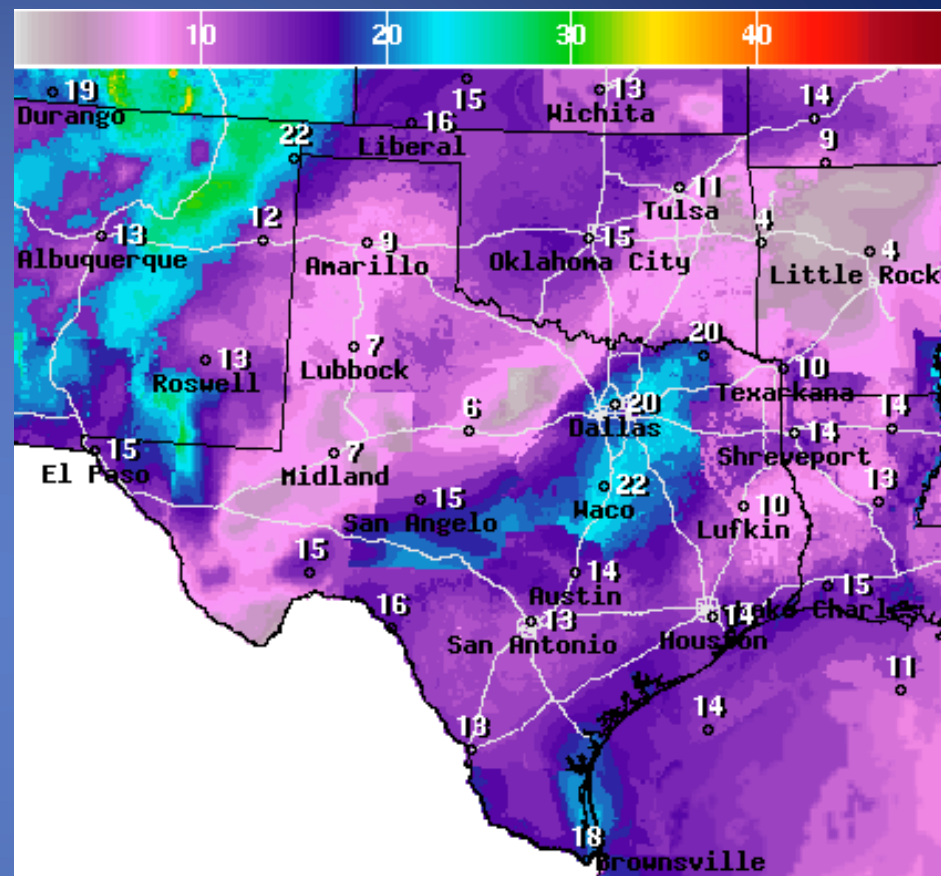 10 20 30 40
19
Durango
15
13
Wichita
14
16
Liberal
22
9
11
Tulsa
13
Albuquerque
12
9
Amarillo
15
Oklahoma City
4
4
Little Rock
13
Roswell
7
Lubbock
20
10
Texarkana
6
20
Dallas
14
14
Shreveport
15
El Paso
7
Midland
15
San Angelo
22
Waco
10
Lufkin
13
15
16
14
Austin
15
Lake Charles
13
San Antonio
14
Houston
11
14
13
18
Brownsville